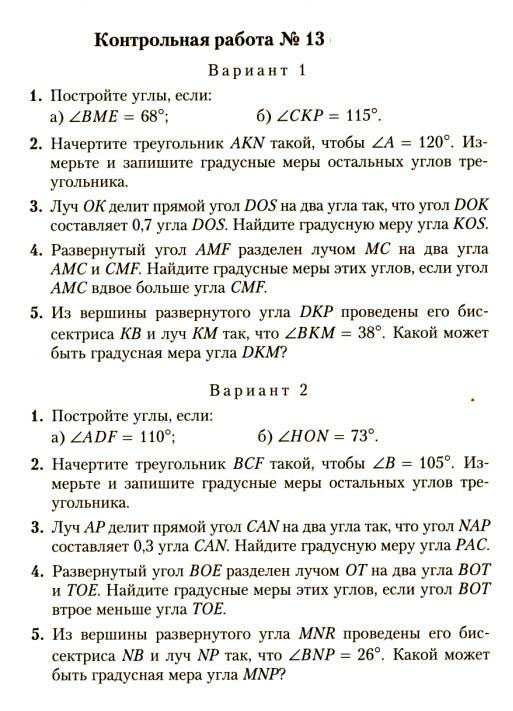 Контрольная работа № 13
Вариант 1
1. Постройте углы, если:
а) ∠BME = 68°; б) ∠CKP = 115°.
2. Начертите треугольник AKN такой, чтобы ∠A = 120°. Из-
мерьте и запишите градусные меры остальных углов тре-
угольника.
3. Луч OK делит прямой угол DOS на два угла так, что угол DOK
составляет 0,7 угла DOS. Найдите градусную меру угла KOS.
4. Развернутый угол AMF разделен лучом MC на два угла
AMC и CMF. Найдите градусные меры этих углов, если угол
AMC вдвое больше угла CMF.
5. Из вершины развернутого угла DKP проведены его бис-
сектриса KB и луч KM так, что ∠BKM = 38°. Какой может
быть градусная мера угла DKM?
Вариант 2
1. Постройте углы, если:
а) ∠ADF = 110°; б) ∠HON = 73°.
2. Начертите треугольник BCF такой, чтобы ∠B = 105°. Из-
мерьте и запишите градусные меры остальных углов тре-
угольника.
3. Луч AP делит прямой угол CAN на два угла так, что угол NAP
составляет 0,3 угла CAN. Найдите градусную меру угла PAC.
4. Развернутый угол BOE разделен лучом OT на два угла BOT
и TOE. Найдите градусные меры этих углов, если угол BOT
втрое меньше угла TOE.
5. Из вершины развернутого угла MNR проведены его бис-
сектриса NB и луч NP так, что ∠BNP = 26°. Какой может
быть градусная мера угла MNP?